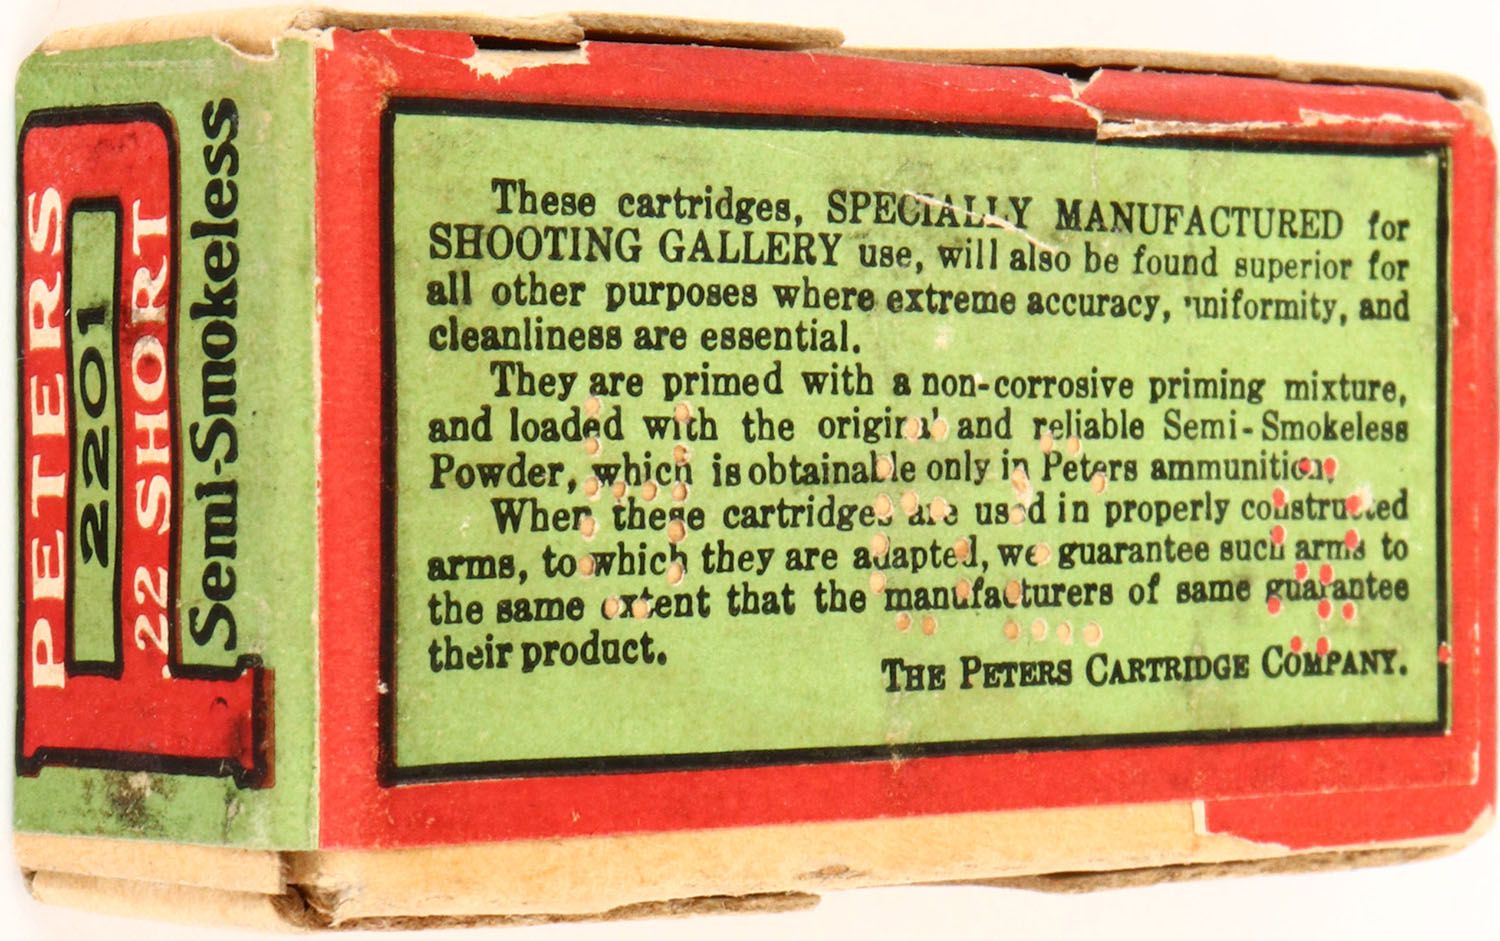 PETERS
2201
.22 SHORT
Semi-Smokeless
These cartridges, SPECIALLY MANUFACTURED for
SHOOTING GALLERY use, will also be found superior for
all other purposes where extreme accuracy, uniformity, and
cleanliness are essential.
They are primed with a non-corrosive priming mixture,
and loaded with the original and reliable Semi-Smokeless
Powder, which is obtainable only in Peters ammunition.
When these cartridges are used in properly constructed
arms, to which they are adapted, we guarantee such arms to
the same extent that the manufacturers of same guarantee
their product.
THE PETERS CARTRIDGE COMPANY.